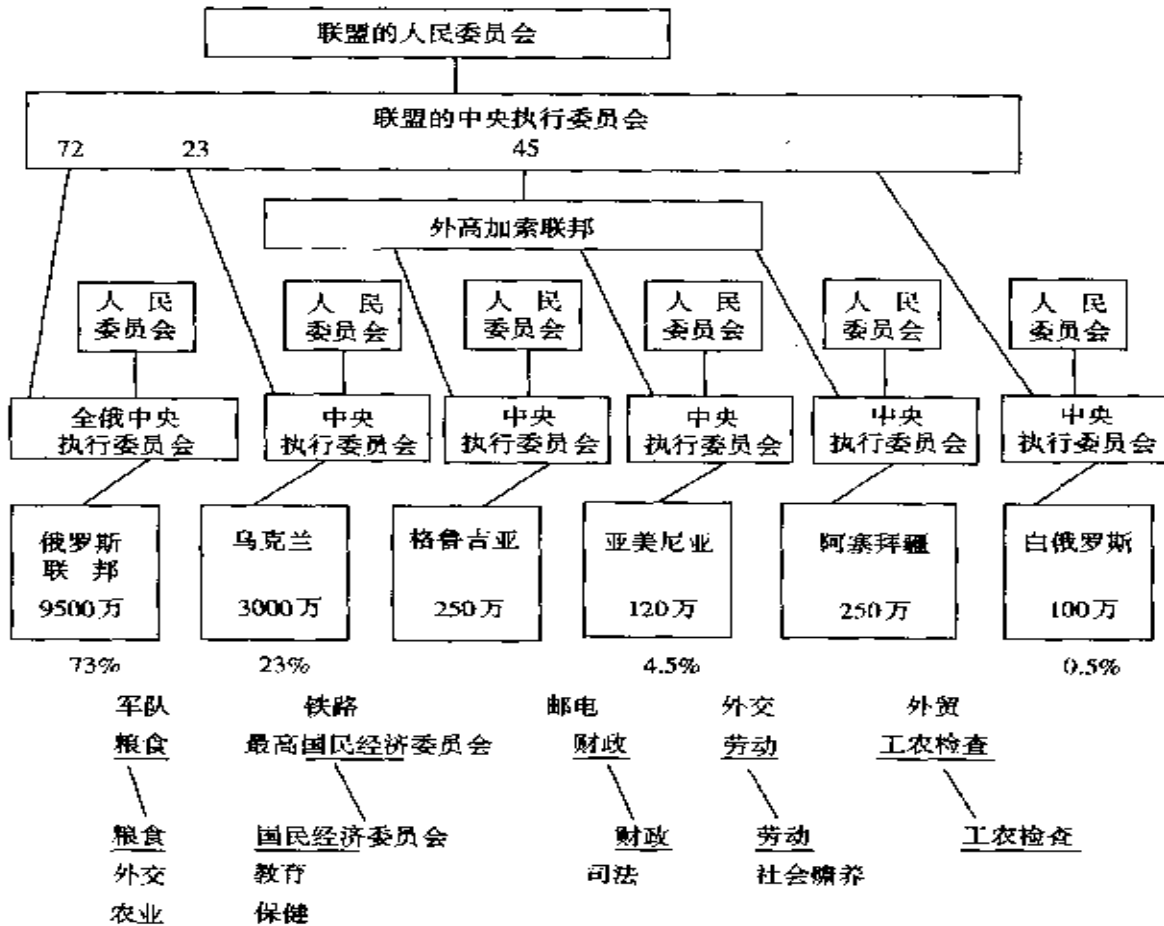 联盟的人民委员会
联盟的中央执行委员会
72 23 45
外高加索联邦
人民 人民 人民 人民 人民 人民
委员会 委员会 委员会 委员会 委员会 委员会
全俄中央 中央 中央 中央 中央 中央
执行委员会 执行委员会 执行委员会 执行委员会 执行委员会 执行委员会
俄罗斯 乌克兰 格鲁吉亚 亚美尼亚 阿塞拜疆 白俄罗斯
联邦
9500万 3000万 250万 120万 250万 100万
73% 23% 4.5% 0.5%
军队 铁路 邮电 外交 外贸
粮食 最高国民经济委员会 财政 劳动 工农检查
粮食 国民经济委员会 财政 劳动 工农检查
外交 教育 司法 社会赡养
农业 保健